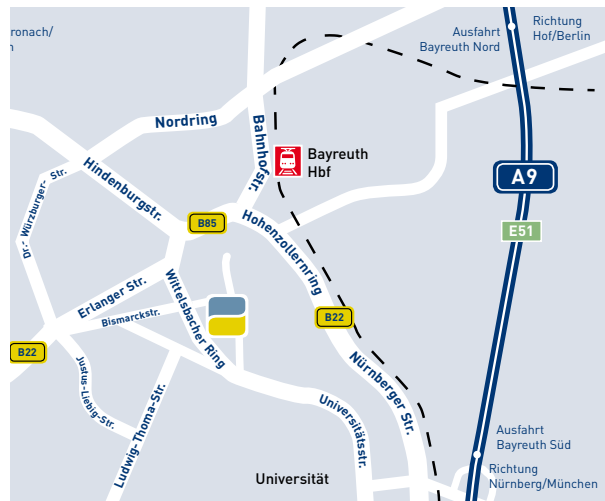 ronach/
n
Ausfahrt
Bayreuth Nord
Richtung
Hof/Berlin
Nordring
Bahnhofstr.
Bayreuth
Hbf
Hindenburgstr.
Dr.- Würzburger- Str.
A9
B85
Hohenzollernring
E51
Erlanger Str.
Wittelsbacher Ring
Bismarckstr.
B22
B22
Justus-Liebig-Str.
Nürnberger Str.
Ludwig-Thoma-Str.
Universitätsstr.
Ausfahrt
Bayreuth Süd
Universität
Richtung
Nürnberg/München